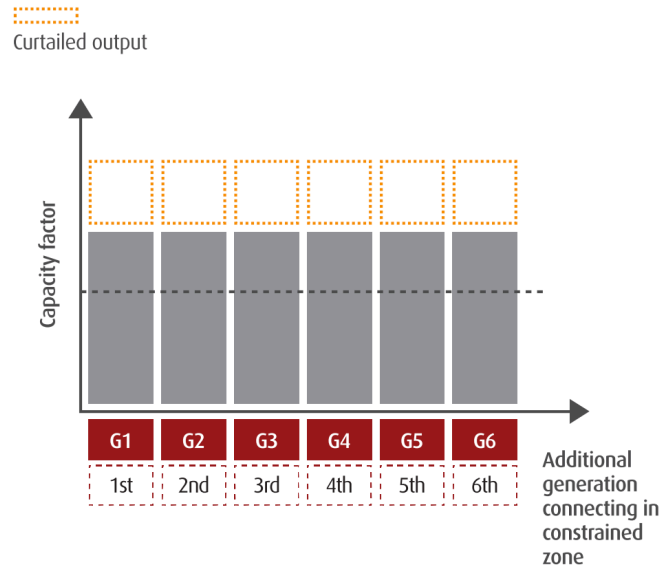 Curtailed output
Capacity factor
G1 G2 G3 G4 G5 G6
1st 2nd 3rd 4th 5th 6th
Additional
generation
connecting in
constrained
zone